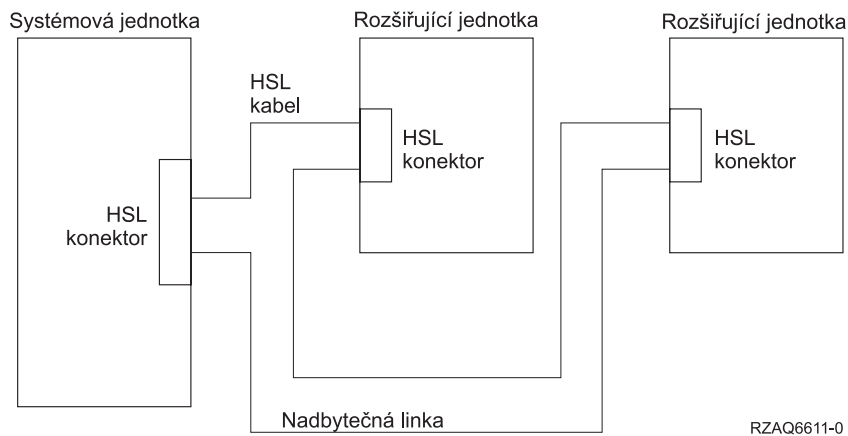 Systémová jednotka
Rozšiřující jednotka
Rozšiřující jednotka
HSL
kabel
HSL
konektor
HSL
konektor
HSL
konektor
Nadbytečná linka
RZAQ6611-0